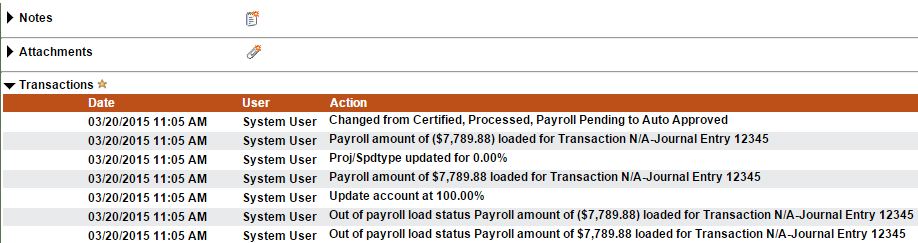 Notes
Attachments
Transactions
Date User Action
03/20/2015 11:05 AM System User Changed from Certified, Processed, Payroll Pending to Auto Approved
03/20/2015 11:05 AM System User Payroll amount of ($7,789.88) loaded for Transaction N/A-Journal Entry 12345
03/20/2015 11:05 AM System User Proj/Spdtype updated for 0.00%
03/20/2015 11:05 AM System User Payroll amount of $7,789.88 loaded for Transaction N/A-Journal Entry 12345
03/20/2015 11:05 AM System User Update account at 100.00%
03/20/2015 11:05 AM System User Out of payroll load status Payroll amount of ($7,789.88) loaded for Transaction N/A-Journal Entry 12345
03/20/2015 11:05 AM System User Out of payroll load status Payroll amount of $7,789.88 loaded for Transaction N/A-Journal Entry 12345